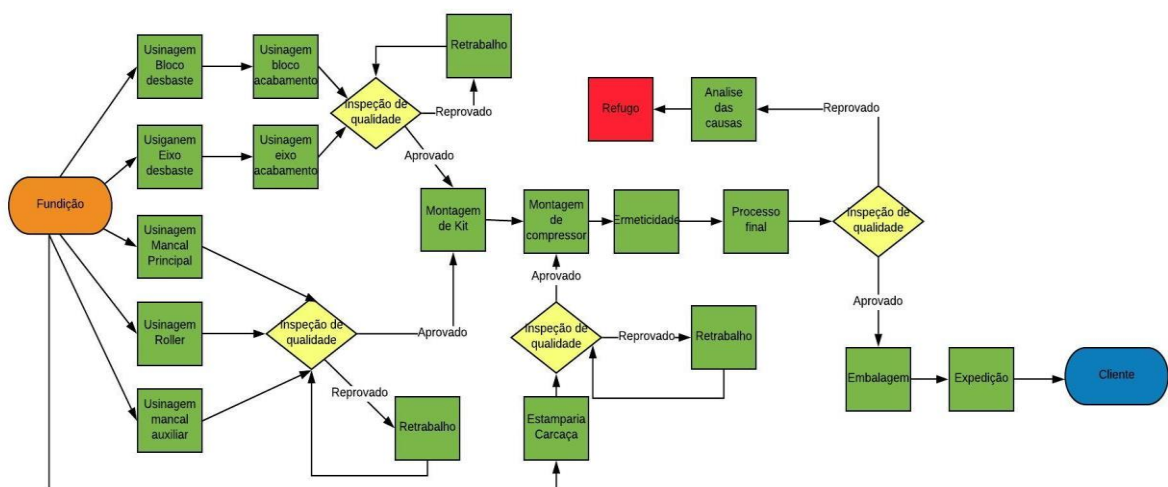 Usinagem
Bloco
desbaste
Usinagem
bloco
acabamento
Retrabalho
Inspeção de
qualidade
Reprovado
Aprovado
Usiganem
Eixo
desbaste
Usinagem
eixo
acabamento
Fundição
Usinagem
Mancal
Principal
Usinagem
Roller
Usinagem
mancal
auxiliar
Inspeção de
qualidade
Aprovado
Reprovado
Retrabalho
Montagem
de Kit
Montagem
de
compressor
Ermeticidade
Processo
final
Inspeção de
qualidade
Reprovado
Analise
das
causas
Refugo
Aprovado
Inspeção de
qualidade
Reprovado
Retrabalho
Estamparia
Carcaça
Aprovado
Embalagem
Expedição
Cliente